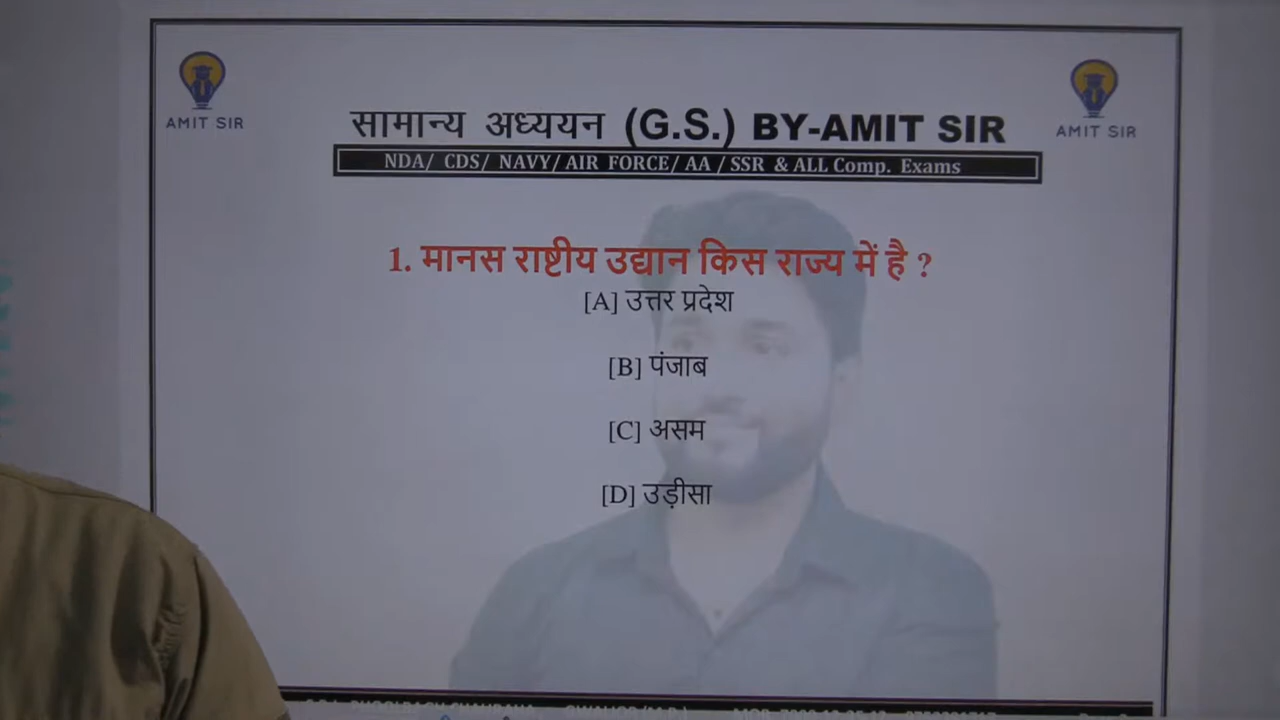 AMIT SIR
AMIT SIR
सामान्य अध्ययन (G.S.) BY-AMIT SIR
NDA/ CDS/ NAVY/ AIR FORCE/ AA / SSR & ALL Comp. Exams
1. मानस राष्टीय उद्यान किस राज्य में है ?
[A] उत्तर प्रदेश
[B] पंजाब
[C] असम
[D] उड़ीसा